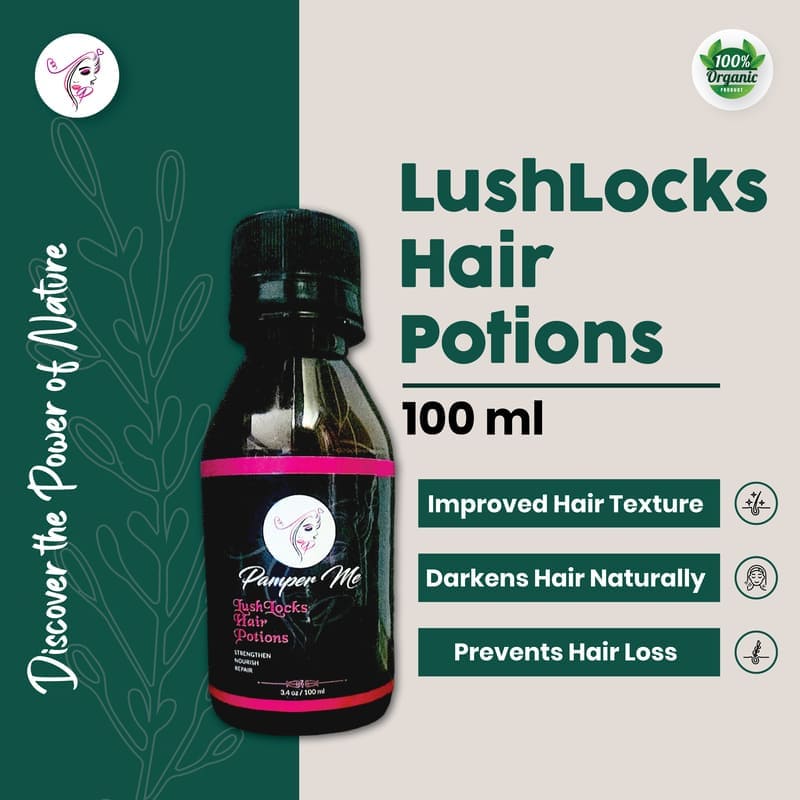 100%
Organic
PRODUCT
Discover the Power of Nature
LushLocks
Hair
Potions
100 ml
Improved Hair Texture
Darkens Hair Naturally
Prevents Hair Loss
Pamper Me
LushLocks
Hair
Potions
STRENGTHEN
NOURISH
REPAIR
3.4 oz / 100 ml